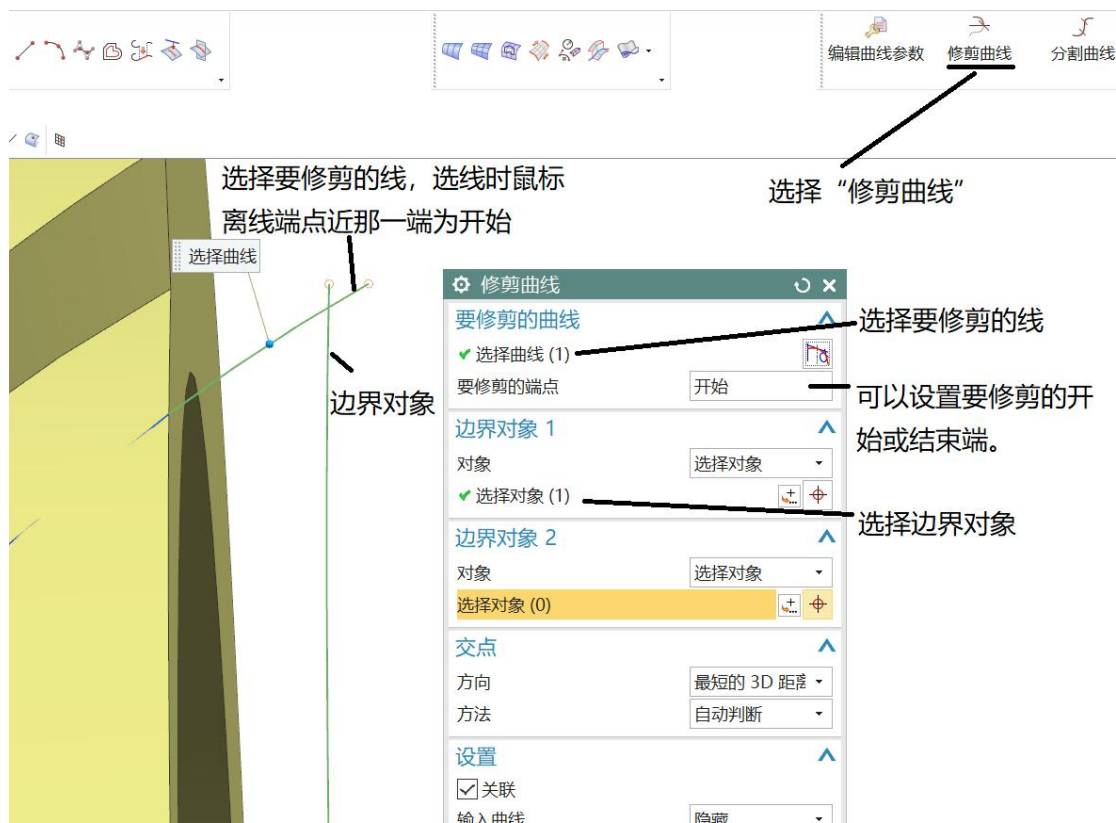 编辑曲线参数 修剪曲线 分割曲线
选择要修剪的线，选线时鼠标
离线端点近那一端为开始
选择“修剪曲线”
选择曲线
修剪曲线
要修剪的曲线
选择曲线 (1)
选择要修剪的线
要修剪的端点 开始
可以设置要修剪的开
始或结束端。
边界对象
边界对象 1
对象 选择对象
选择对象 (1)
选择边界对象
边界对象 2
对象 选择对象
选择对象 (0)
交点
方向 最短的 3D 距离
方法 自动判断
设置
关联
输入曲线 隐藏